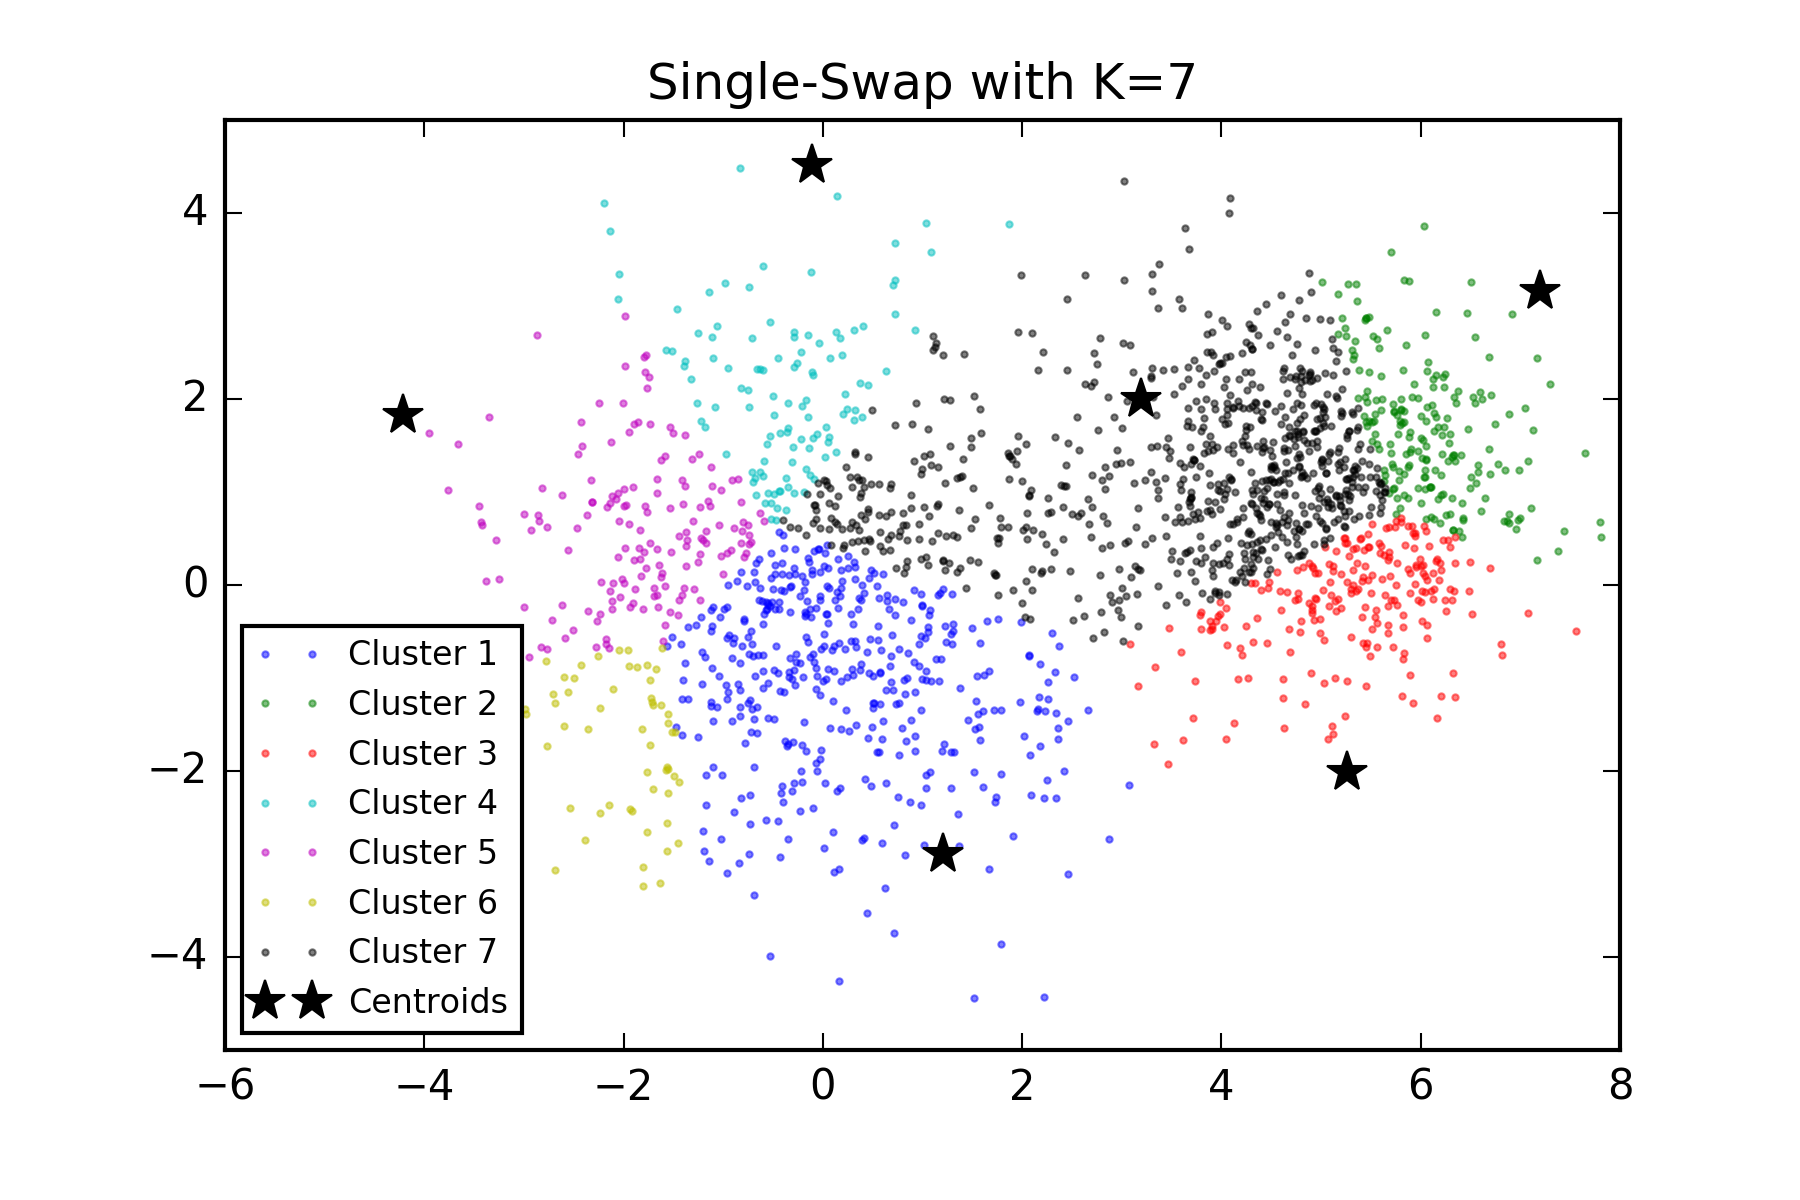 Single-Swap with K=7
4
2
0
−2
−4
−6
−4
−2
0
2
4
6
8
Cluster 1
Cluster 2
Cluster 3
Cluster 4
Cluster 5
Cluster 6
Cluster 7
Centroids